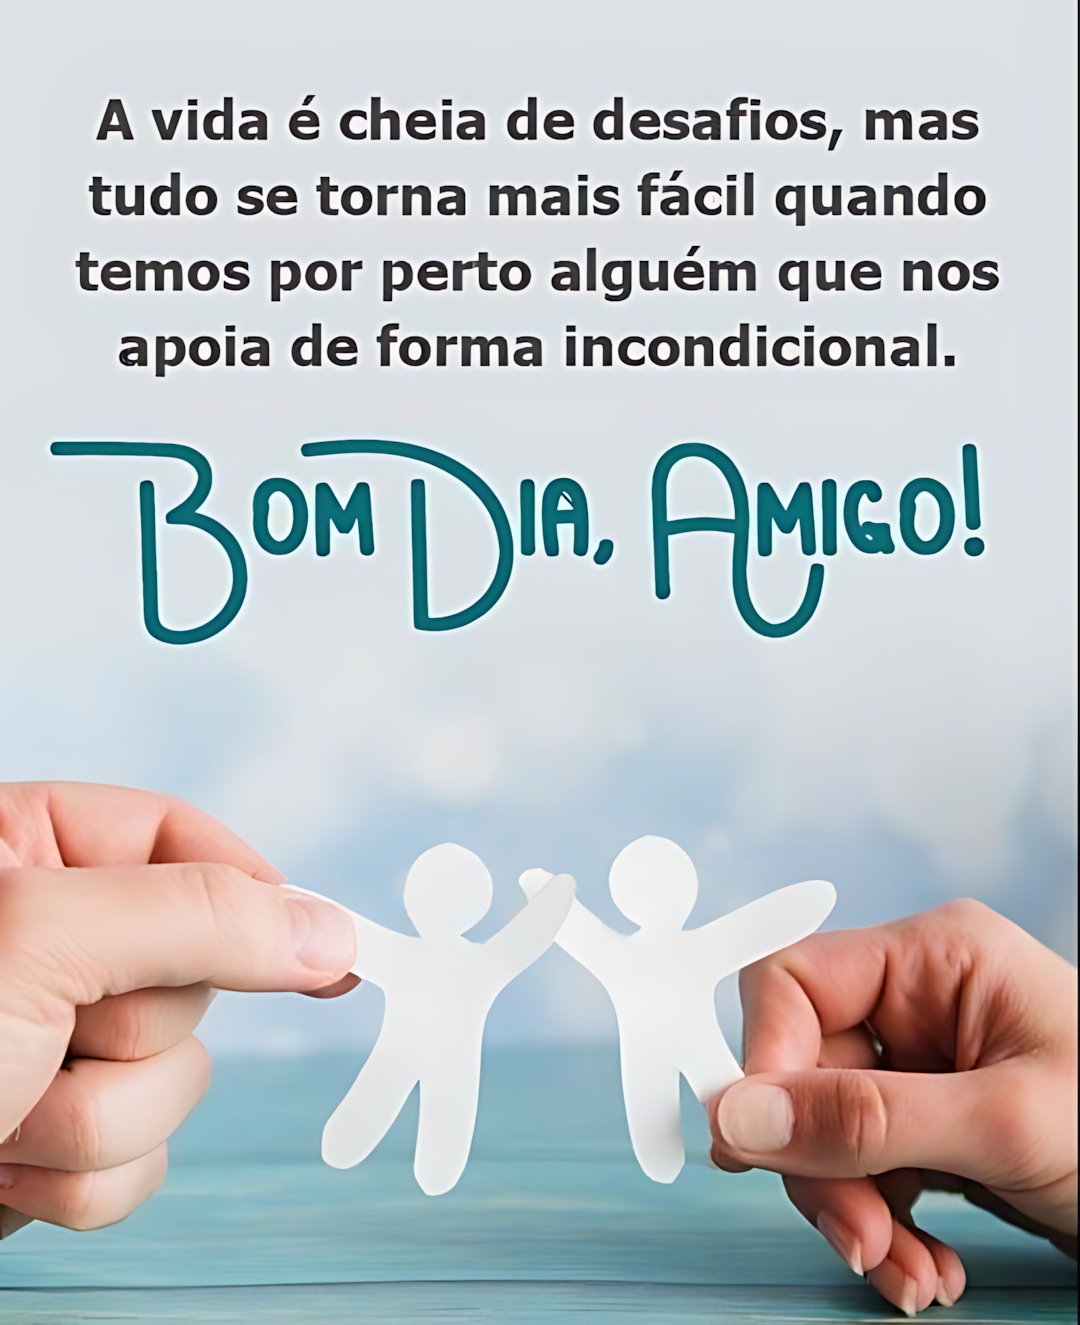 A vida é cheia de desafios, mas
tudo se torna mais fácil quando
temos por perto alguém que nos
apoia de forma incondicional.
BOM DIA, AMIGO!